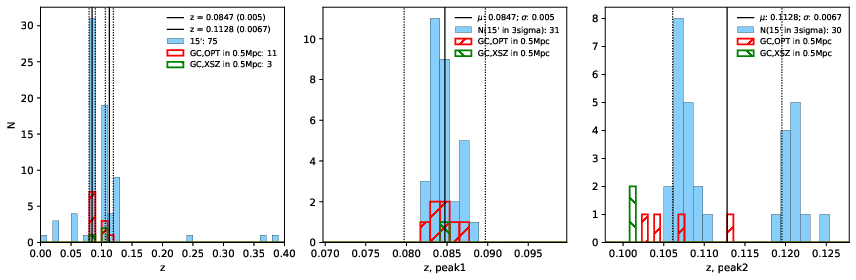 z = 0.0847 (0.005)
z = 0.1128 (0.0067)
15': 75
GC,OPT in 0.5Mpc: 11
GC,XSZ in 0.5Mpc: 3
N
30
25
20
15
10
5
0
0.00 0.05 0.10 0.15 0.20 0.25 0.30 0.35 0.40
z
μ: 0.0847; σ: 0.005
N(15' in 3sigma): 31
GC,OPT in 0.5Mpc
GC,XSZ in 0.5Mpc
10
8
6
4
2
0
0.070 0.080 0.090 0.095
z, peak1
μ: 0.1128; σ: 0.0067
N(15' in 3sigma): 30
GC,OPT in 0.5Mpc
GC,XSZ in 0.5Mpc
8
7
6
5
4
3
2
1
0
0.100 0.105 0.110 0.115 0.120 0.125
z, peak2